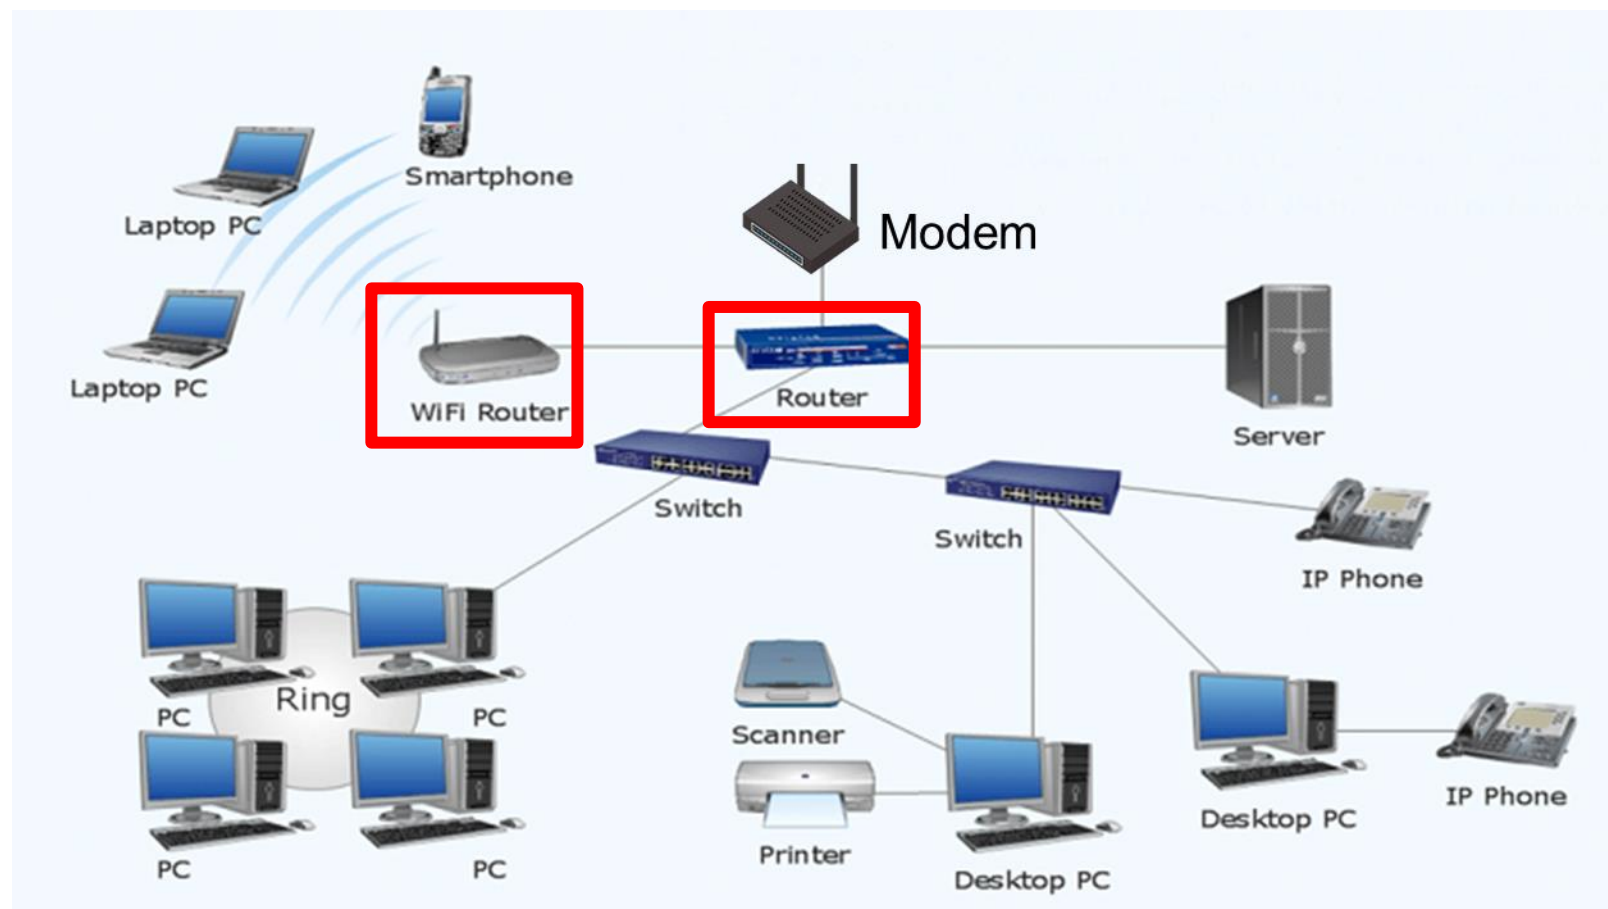 Smartphone
Laptop PC
Modem
Laptop PC
WiFi Router
Router
Server
Switch
Switch
IP Phone
Ring
PC
PC
Scanner
IP Phone
Desktop PC
Printer
PC
PC
Desktop PC